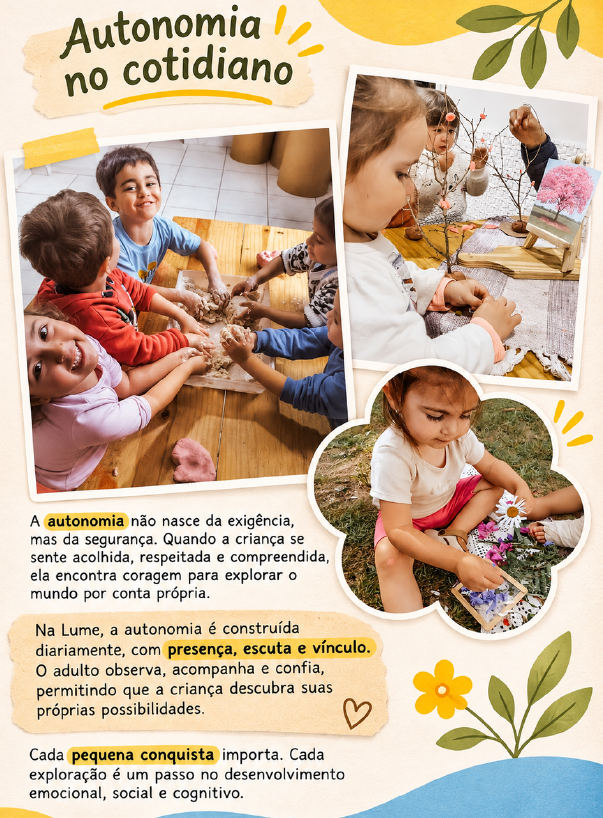 Autonomia
no cotidiano
A autonomia não nasce da exigência,
mas da segurança. Quando a criança se
sente acolhida, respeitada e compreendida,
ela encontra coragem para explorar o
mundo por conta própria.
Na Lume, a autonomia é construída
diariamente, com presença, escuta e vínculo.
O adulto observa, acompanha e confia,
permitindo que a criança descubra suas
próprias possibilidades.
Cada pequena conquista importa. Cada
exploração é um passo no desenvolvimento
emocional, social e cognitivo.